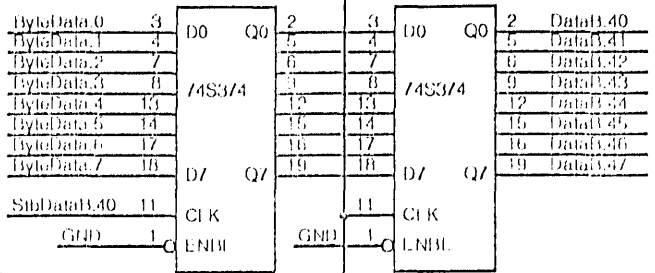 ByteData.0 3 D0 Q0 2 3 D0 Q0 2 DataB.40
ByteData.1 4 5 4 5 DataB.41
ByteData.2 7 6 7 6 DataB.42
ByteData.3 8 9 8 9 DataB.43
74S374 74S374
ByteData.4 13 12 13 12 DataB.44
ByteData.5 14 15 14 15 DataB.45
ByteData.6 17 16 17 16 DataB.46
ByteData.7 18 D7 Q7 19 18 D7 Q7 19 DataB.47
StbDataB.40 11 CLK 11 CLK
GND 1 ENBL GND 1 ENBL